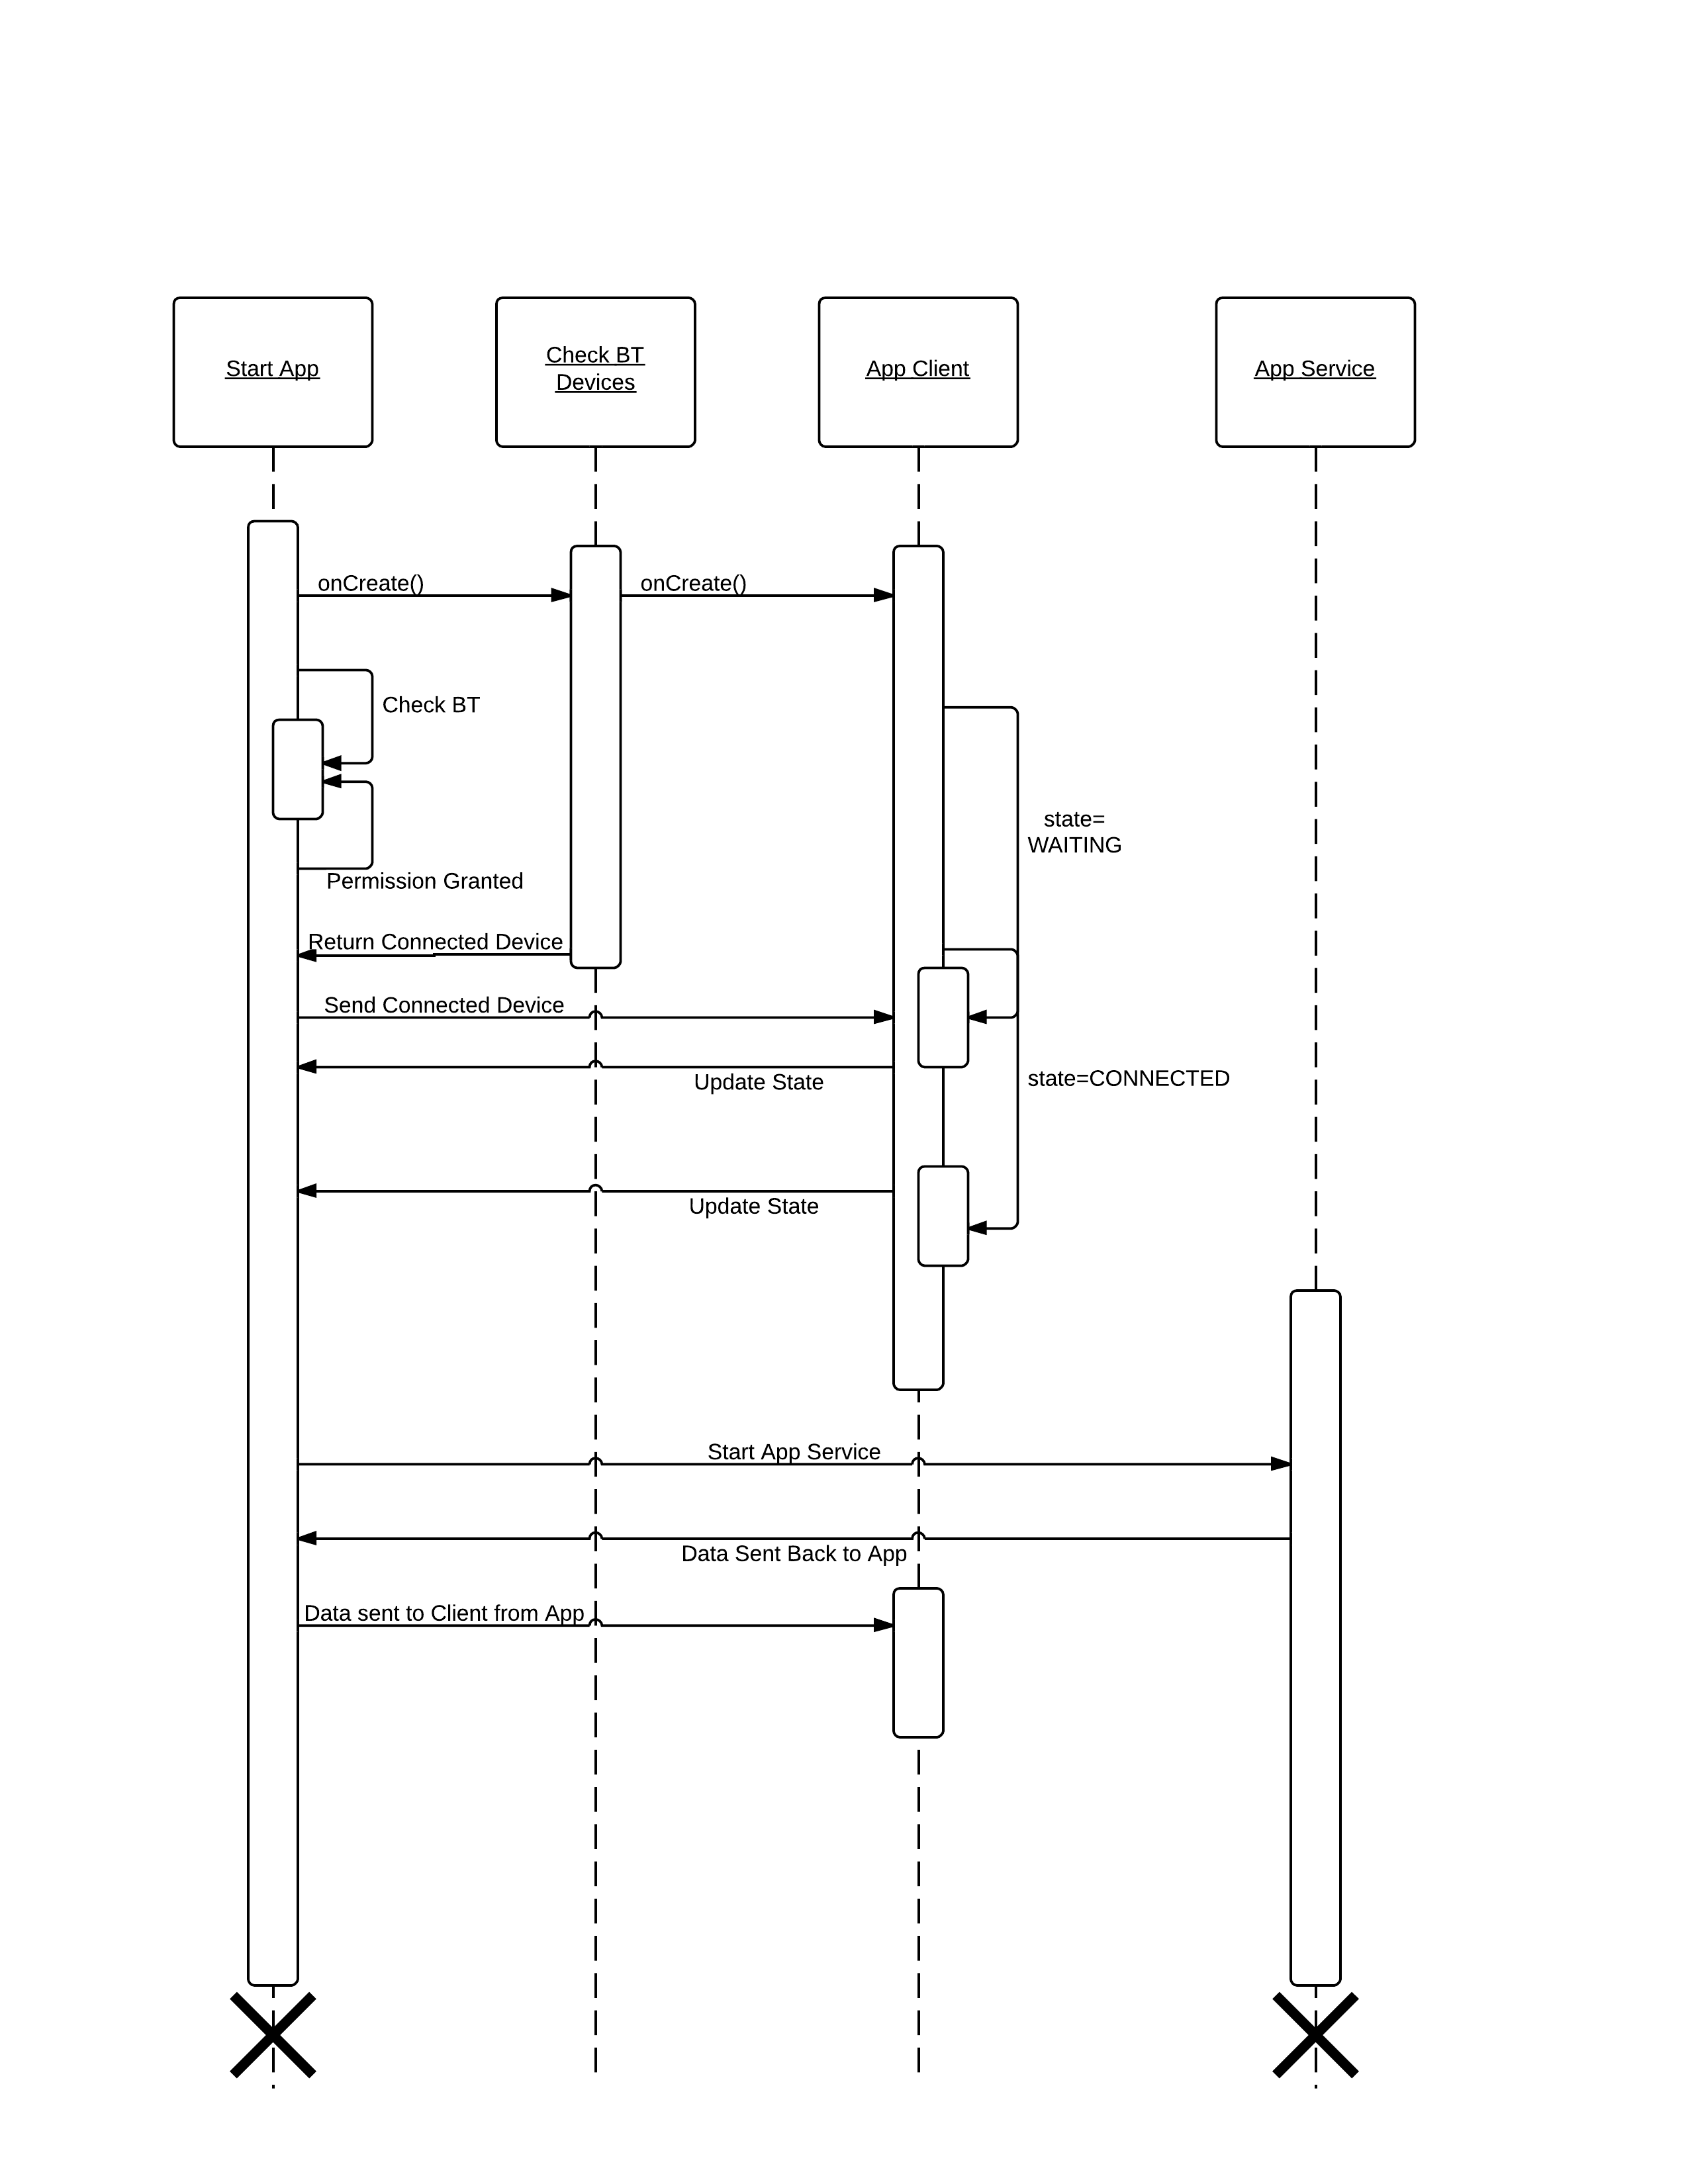 Start App
Check BT
Devices
App Client
App Service
onCreate()
onCreate()
Check BT
state=
WAITING
Permission Granted
Return Connected Device
Send Connected Device
Update State
state=CONNECTED
Update State
Start App Service
Data Sent Back to App
Data sent to Client from App